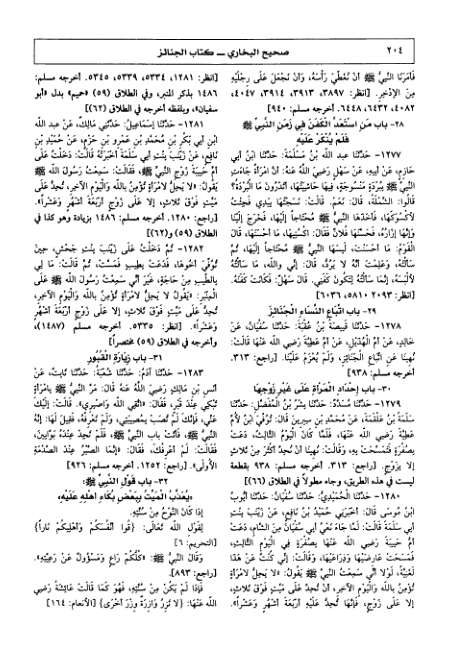 ٢٠٤
صحيح البخاري - كتاب الجنائز
فَأَمَرَنَا النَّبِيُّ ﷺ أَنْ نُغَطِّيَ رَأْسَهُ، وَأَنْ نَجْعَلَ عَلَى رِجْلَيْهِ
مِنَ الإِذْخِرِ. [انظر: ٣٨٩٧، ٣٩١٣، ٣٩١٤، ٤٠٤٧،
٤٠٨٢، ٦٤٣٢، ٦٤٤٨. أخرجه مسلم: ٩٤٠]
٢٨- باب مَنِ اسْتَعَدَّ الْكَفَنَ فِي زَمَنِ النَّبِيِّ ﷺ
فَلَمْ يُنْكَرْ عَلَيْهِ
١٢٧٧- حَدَّثَنَا عبد اللَّه بْنُ مَسْلَمَةَ: حَدَّثَنَا ابْنُ أَبِي
حَازِمٍ، عَنْ أَبِيهِ، عَنْ سَهْلٍ رَضِيَ اللَّهُ عَنْهُ: أَنَّ امْرَأَةً جَاءَتِ
النَّبِيَّ ﷺ بِبُرْدَةٍ مَنْسُوجَةٍ، فِيهَا حَاشِيَتُهَا، أَتَدْرُونَ مَا الْبُرْدَةُ؟
قَالُوا: الشَّمْلَةُ، قَالَ: نَعَمْ. قَالَتْ: نَسَجْتُهَا بِيَدِي فَجِئْتُ
لأَكْسُوَكَهَا، فَأَخَذَهَا النَّبِيُّ ﷺ مُحْتَاجاً إِلَيْهَا، فَخَرَجَ إِلَيْنَا
وَإِنَّهَا إِزَارُهُ، فَحَسَّنَهَا فُلانٌ فَقَالَ: اكْسُنِيهَا، مَا أَحْسَنَهَا، قَالَ
الْقَوْمُ: مَا أَحْسَنْتَ، لَبِسَهَا النَّبِيُّ ﷺ مُحْتَاجاً إِلَيْهَا، ثُمَّ
سَأَلْتَهُ، وَعَلِمْتَ أَنَّهُ لا يَرُدُّ، قَالَ: إِنِّي وَاللَّهِ، مَا سَأَلْتُهُ
لأَلْبَسَهُ، إِنَّمَا سَأَلْتُهُ لِتَكُونَ كَفَنِي. قَالَ سَهْلٌ: فَكَانَتْ كَفَنَهُ.
[انظر: ٢٠٩٣، ٥٨١٠، ٦٠٣٦]
٢٩- باب اتِّبَاعِ النِّسَاءِ الْجَنَائِزَ
١٢٧٨- حَدَّثَنَا قَبِيصَةُ بْنُ عُقْبَةَ: حَدَّثَنَا سُفْيَانُ، عَنْ
خَالِدٍ، عَنْ أُمِّ الْهُذَيْلِ، عَنْ أُمِّ عَطِيَّةَ رَضِيَ اللَّهُ عَنْهَا قَالَتْ:
نُهِينَا عَنِ اتِّبَاعِ الْجَنَائِزِ، وَلَمْ يُعْزَمْ عَلَيْنَا. [راجع: ٣١٣.
أخرجه مسلم: ٩٣٨]
٣٠- باب إِحْدَادِ الْمَرْأَةِ عَلَى غَيْرِ زَوْجِهَا
١٢٧٩- حَدَّثَنَا مُسَدَّدٌ: حَدَّثَنَا بِشْرُ بْنُ الْمُفَضَّلِ: حَدَّثَنَا
سَلَمَةُ بْنُ عَلْقَمَةَ، عَنْ مُحَمَّدِ بْنِ سِيرِينَ قَالَ: تُوُفِّيَ ابْنٌ لأُمِّ
عَطِيَّةَ رَضِيَ اللَّه عَنْهَا، فَلَمَّا كَانَ الْيَوْمُ الثَّالِثُ، دَعَتْ
بِصُفْرَةٍ فَتَمَسَّحَتْ بِهِ، وَقَالَتْ: نُهِينَا أَنْ نُحِدَّ أَكْثَرَ مِنْ ثَلاثٍ
إِلا بِزَوْجٍ. [راجع: ٣١٣. أخرجه مسلم: ٩٣٨ بقطعة
ليست في هذه الطريق، وجاء مطولاً في الطلاق (٦٦)]
١٢٨٠- حَدَّثَنَا الْحُمَيْدِيُّ: حَدَّثَنَا سُفْيَانُ: حَدَّثَنَا أَيُّوبُ
ابْنُ مُوسَى قَالَ: أَخْبَرَنِي حُمَيْدُ بْنُ نَافِعٍ، عَنْ زَيْنَبَ بِنْتِ
أَبِي سَلَمَةَ قَالَتْ: لَمَّا جَاءَ نَعْيُ أَبِي سُفْيَانَ مِنَ الشَّأْمِ، دَعَتْ
أُمُّ حَبِيبَةَ رَضِيَ اللَّه عَنْهَا بِصُفْرَةٍ فِي الْيَوْمِ الثَّالِثِ،
فَمَسَحَتْ عَارِضَيْهَا وَذِرَاعَيْهَا، وَقَالَتْ: إِنِّي كُنْتُ عَنْ هَذَا
لَغَنِيَّةً، لَوْلا أَنِّي سَمِعْتُ النَّبِيَّ ﷺ يَقُولُ: «لا يَحِلُّ لامْرَأَةٍ
تُؤْمِنُ بِاللَّهِ وَالْيَوْمِ الآخِرِ، أَنْ تُحِدَّ عَلَى مَيِّتٍ فَوْقَ ثَلاثٍ،
إِلا عَلَى زَوْجٍ، فَإِنَّهَا تُحِدُّ عَلَيْهِ أَرْبَعَةَ أَشْهُرٍ وَعَشْراً».
[انظر: ١٢٨١، ٥٣٣٤، ٥٣٣٩، ٥٣٤٥. أخرجه مسلم:
١٤٨٦ بذكر المنبر، وفي الطلاق (٥٩) «حميم» بدل «أبو
سفيان»، وبلفظه أخرجه في الطلاق (٦٢)]
١٢٨١- حَدَّثَنَا إِسْمَاعِيلُ: حَدَّثَنِي مَالِكٌ، عَنْ عبد اللَّه
ابْنِ أَبِي بَكْرِ بْنِ مُحَمَّدِ بْنِ عَمْرِو بْنِ حَزْمٍ، عَنْ حُمَيْدِ بْنِ
نَافِعٍ، عَنْ زَيْنَبَ بِنْتِ أَبِي سَلَمَةَ أَخْبَرَتْهُ قَالَتْ: دَخَلْتُ عَلَى
أُمِّ حَبِيبَةَ زَوْجِ النَّبِيِّ ﷺ، فَقَالَتْ: سَمِعْتُ رَسُولَ اللَّهِ ﷺ
يَقُولُ: «لا يَحِلُّ لامْرَأَةٍ تُؤْمِنُ بِاللَّهِ وَالْيَوْمِ الآخِرِ، تُحِدُّ عَلَى
مَيِّتٍ فَوْقَ ثَلاثٍ، إِلا عَلَى زَوْجٍ أَرْبَعَةَ أَشْهُرٍ وَعَشْراً».
[راجع: ١٢٨٠. أخرجه مسلم: ١٤٨٦ بزيادة وهو كذا في
الطلاق (٥٩) و(٦٢)]
١٢٨٢- ثُمَّ دَخَلْتُ عَلَى زَيْنَبَ بِنْتِ جَحْشٍ، حِينَ
تُوُفِّيَ أَخُوهَا، فَدَعَتْ بِطِيبٍ فَمَسَّتْ، ثُمَّ قَالَتْ: مَا لِي
بِالطِّيبِ مِنْ حَاجَةٍ، غَيْرَ أَنِّي سَمِعْتُ رَسُولَ اللَّهِ ﷺ عَلَى
الْمِنْبَرِ: «يَقُولُ لا يَحِلُّ لامْرَأَةٍ تُؤْمِنُ بِاللَّهِ وَالْيَوْمِ الآخِرِ،
تُحِدُّ عَلَى مَيِّتٍ فَوْقَ ثَلاثٍ، إِلا عَلَى زَوْجٍ أَرْبَعَةَ أَشْهُرٍ
وَعَشْراً». [انظر: ٥٣٣٥. أخرجه مسلم (١٤٨٧)،
وأخرجه في الطلاق (٥٩) مختصراً]
٣١- باب زِيَارَةِ الْقُبُورِ
١٢٨٣- حَدَّثَنَا آدَمُ: حَدَّثَنَا شُعْبَةُ: حَدَّثَنَا ثَابِتٌ، عَنْ
أَنَسِ بْنِ مَالِكٍ رَضِيَ اللَّهُ عَنْهُ قَالَ: مَرَّ النَّبِيُّ ﷺ بِامْرَأَةٍ
تَبْكِي عِنْدَ قَبْرٍ، فَقَالَ: «اتَّقِي اللَّهَ وَاصْبِرِي». قَالَتْ: إِلَيْكَ
عَنِّي، فَإِنَّكَ لَمْ تُصَبْ بِمُصِيبَتِي، وَلَمْ تَعْرِفْهُ، فَقِيلَ لَهَا: إِنَّهُ
النَّبِيُّ ﷺ، فَأَتَتْ باب النَّبِيِّ ﷺ، فَلَمْ تَجِدْ عِنْدَهُ بَوَّابِينَ،
فَقَالَتْ: لَمْ أَعْرِفْكَ، فَقَالَ: «إِنَّمَا الصَّبْرُ عِنْدَ الصَّدْمَةِ
الأُولَى». [راجع: ١٢٥٢. أخرجه مسلم: ٩٢٦]
٣٢- باب قَوْلِ النَّبِيِّ ﷺ:
«يُعَذَّبُ الْمَيِّتُ بِبَعْضِ بُكَاءِ أَهْلِهِ عَلَيْهِ»،
إِذَا كَانَ النَّوْحُ مِنْ سُنَّتِهِ.
لِقَوْلِ اللَّهِ تَعَالَى: {قُوا أَنْفُسَكُمْ وَأَهْلِيكُمْ نَاراً}
[التحريم: ٦]
وَقَالَ النَّبِيُّ ﷺ: «كُلُّكُمْ رَاعٍ وَمَسْؤُولٌ عَنْ رَعِيَّتِهِ».
[راجع: ٨٩٣]
فَإِذَا لَمْ يَكُنْ مِنْ سُنَّتِهِ، فَهُوَ كَمَا قَالَتْ عَائِشَةُ رَضِيَ
اللَّه عَنْهَا: {لا تَزِرُ وَازِرَةٌ وِزْرَ أُخْرَى} [الأنعام: ١٦٤]